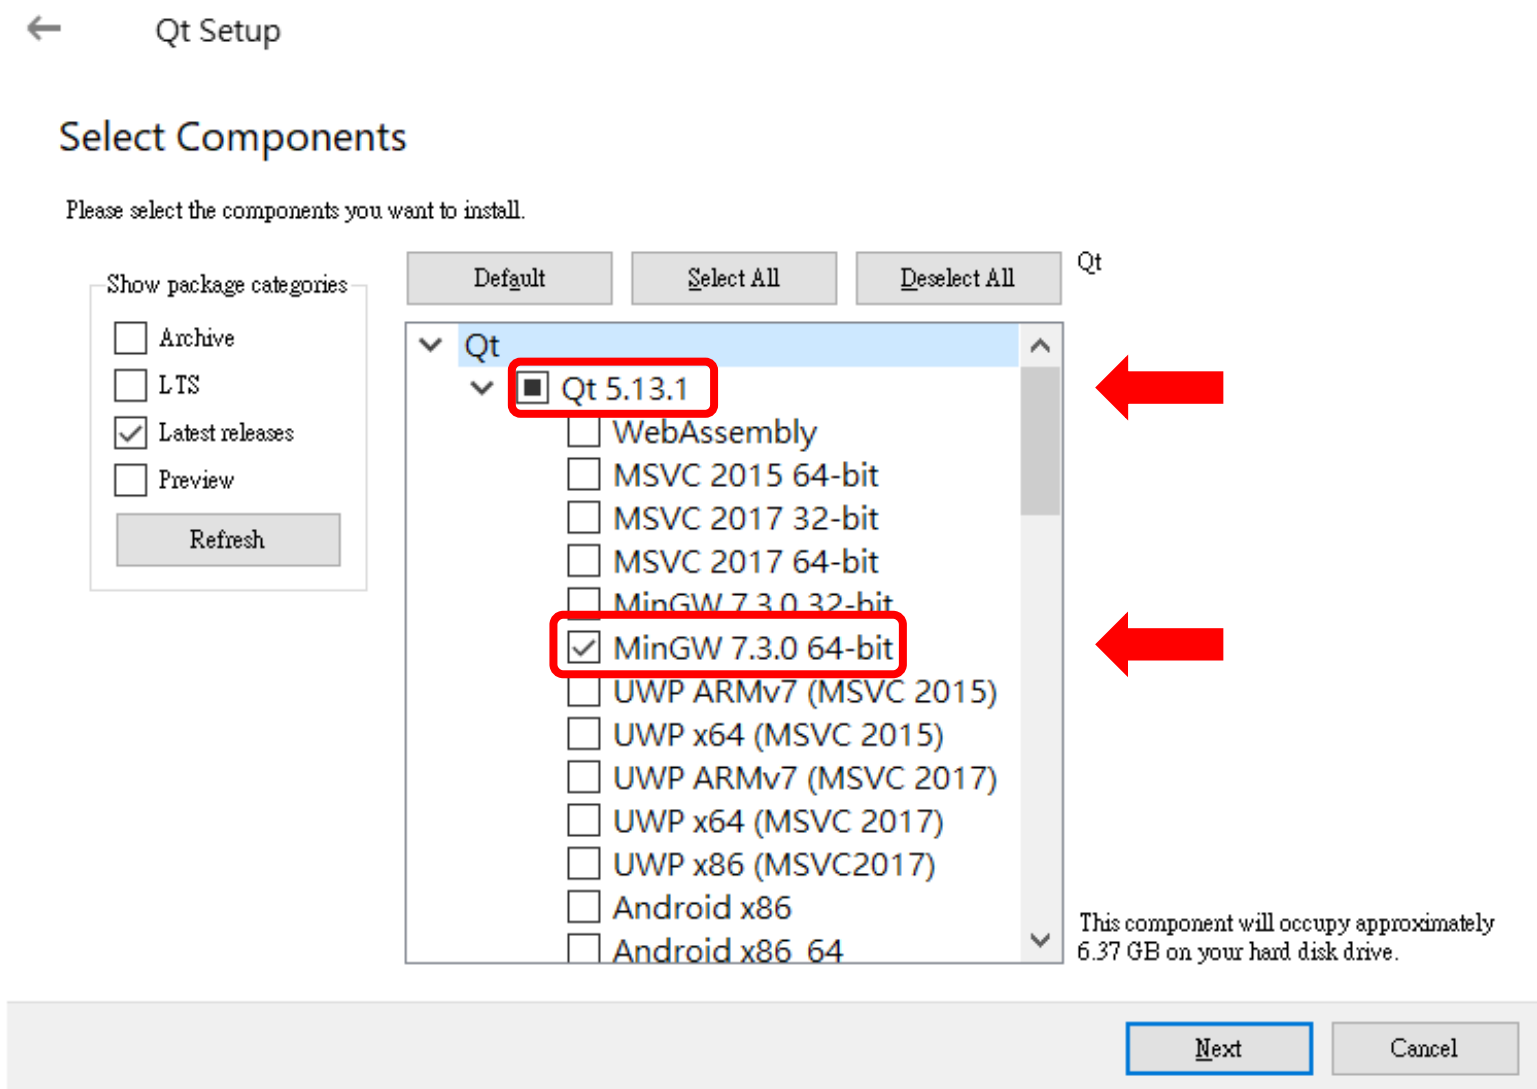 Qt Setup
Select Components
Please select the components you want to install.
Show package categories
Archive
LTS
Latest releases
Preview
Refresh
Default
Select All
Deselect All
Qt
Qt 5.13.1
WebAssembly
MSVC 2015 64-bit
MSVC 2017 32-bit
MSVC 2017 64-bit
MinGW 7.3.0 32-bit
MinGW 7.3.0 64-bit
UWP ARMv7 (MSVC 2015)
UWP x64 (MSVC 2015)
UWP ARMv7 (MSVC 2017)
UWP x64 (MSVC 2017)
UWP x86 (MSVC2017)
Android x86
Android x86_64
Qt
This component will occupy approximately
6.37 GB on your hard disk drive.
Next
Cancel